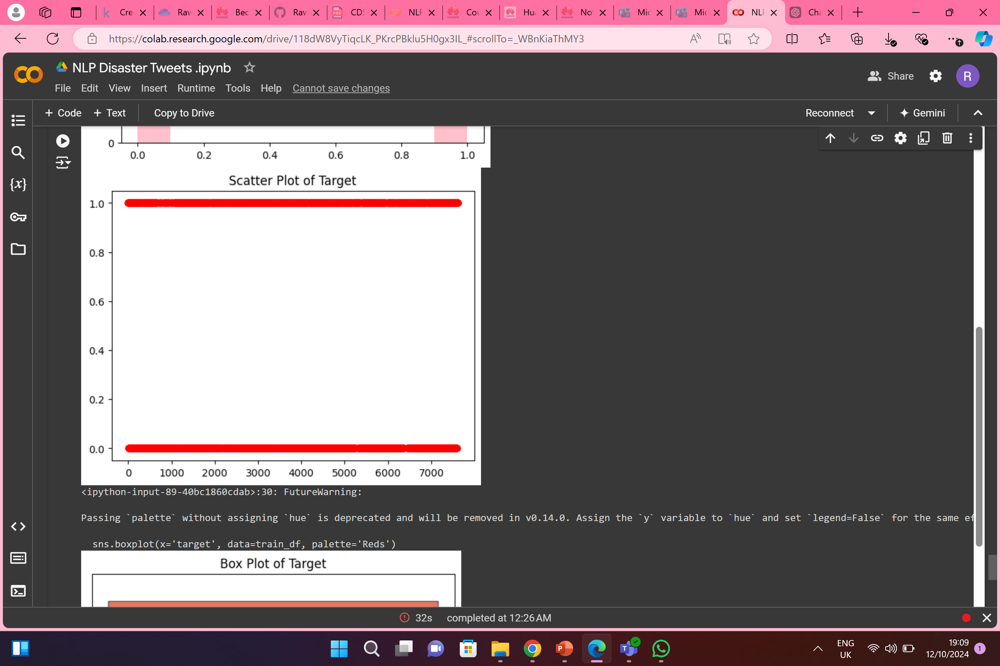 Cre
Rav
Bec
Rav
CD
NLF
Cou
Hua
No
Mic
Mic
NLF
Cha
https://colab.research.google.com/drive/118dW8VyTiqcLK_PKrcPBklu5H0gx3IL_#scrollTo=_WBnKiaThMY3
NLP Disaster Tweets .ipynb
Share
R
File Edit View Insert Runtime Tools Help Cannot save changes
+ Code + Text Copy to Drive Reconnect Gemini
0
0.0 0.2 0.4 0.6 0.8 1.0
Scatter Plot of Target
1.0
0.8
0.6
0.4
0.2
0.0
0 1000 2000 3000 4000 5000 6000 7000
<ipython-input-89-40bc1860cdab>:30: FutureWarning:
Passing `palette` without assigning `hue` is deprecated and will be removed in v0.14.0. Assign the `y` variable to `hue` and set `legend=False` for the same ef
sns.boxplot(x='target', data=train_df, palette='Reds')
Box Plot of Target
32s completed at 12:26 AM
ENG
UK
19:09
12/10/2024
1